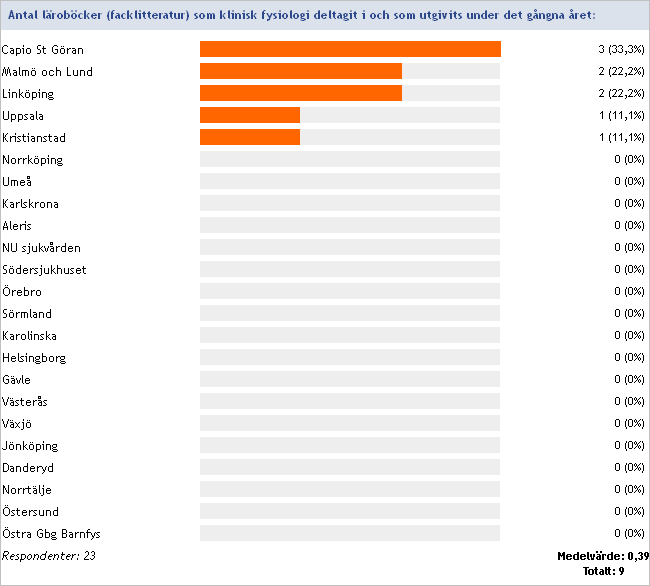 Antal läroböcker (facklitteratur) som klinisk fysiologi deltagit i och som utgivits under det gångna året:
Capio St Göran 3 (33,3%)
Malmö och Lund 2 (22,2%)
Linköping 2 (22,2%)
Uppsala 1 (11,1%)
Kristianstad 1 (11,1%)
Norrköping 0 (0%)
Umeå 0 (0%)
Karlskrona 0 (0%)
Aleris 0 (0%)
NU sjukvården 0 (0%)
Södersjukhuset 0 (0%)
Örebro 0 (0%)
Sörmland 0 (0%)
Karolinska 0 (0%)
Helsingborg 0 (0%)
Gävle 0 (0%)
Västerås 0 (0%)
Växjö 0 (0%)
Jönköping 0 (0%)
Danderyd 0 (0%)
Norrtälje 0 (0%)
Östersund 0 (0%)
Östra Gbg Barnfys 0 (0%)
Respondenter: 23 Medelvärde: 0,39
Totalt: 9